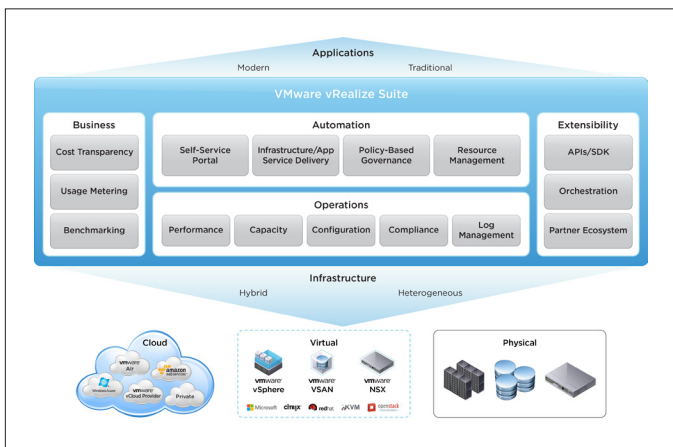 Applications
Modern
Traditional
VMware vRealize Suite
Business
Cost Transparency
Usage Metering
Benchmarking
Automation
Self-Service
Portal
Infrastructure/App
Service Delivery
Policy-Based
Governance
Resource
Management
Operations
Performance
Capacity
Configuration
Compliance
Log
Management
Extensibility
APIs/SDK
Orchestration
Partner Ecosystem
Infrastructure
Hybrid
Heterogeneous
Cloud
vmware
Air
amazon
Windows Azure
vmware
vCloud Provider
Private
Virtual
vmware
vSphere
vmware
VSAN
vmware
NSX
Microsoft
citrix
redhat
KVM
openstack
Physical